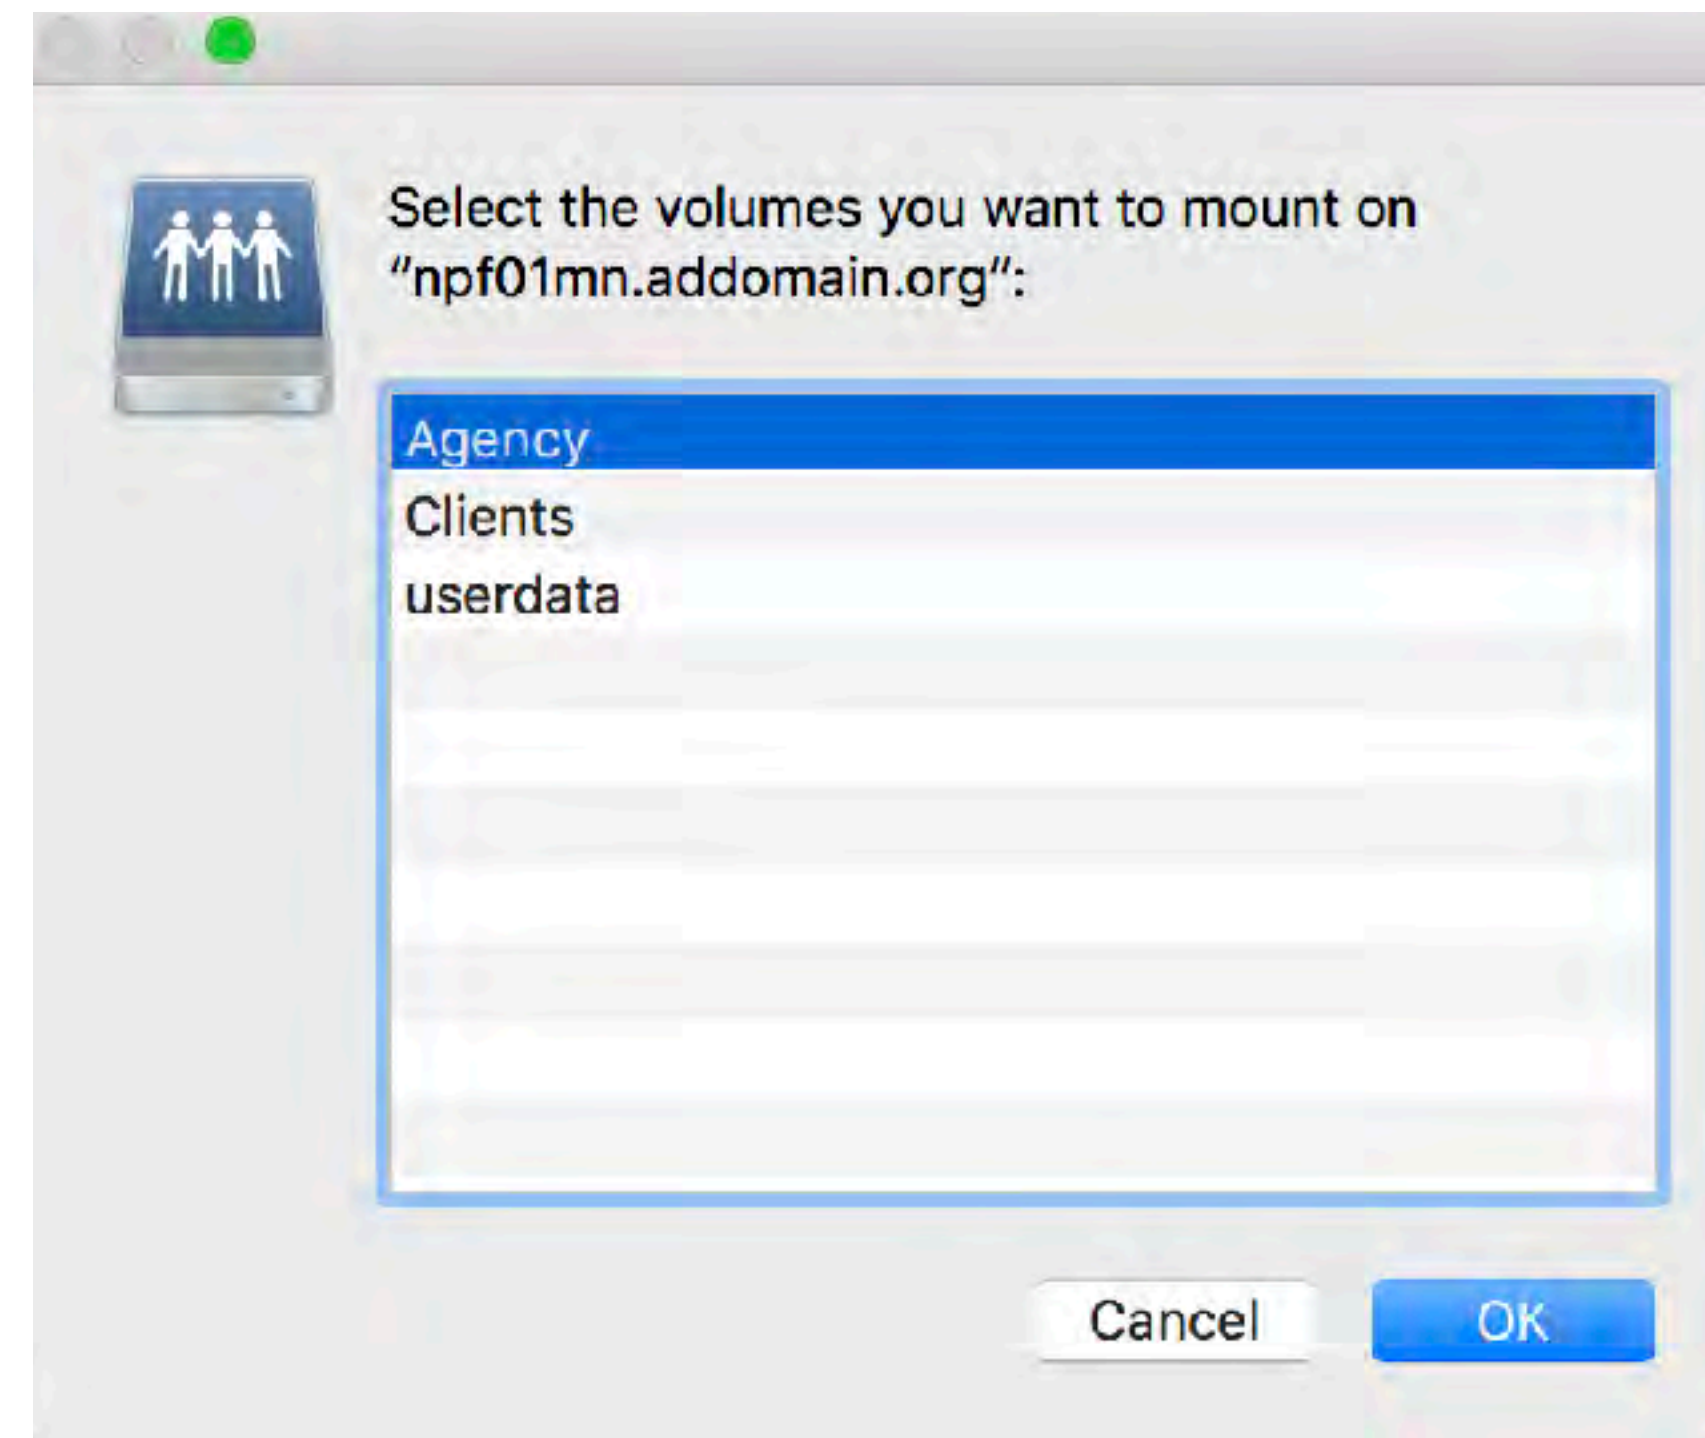 Select the volumes you want to mount on
“npf01mn.addomain.org“:
Agency
Clients
userdata
Cancel
OK